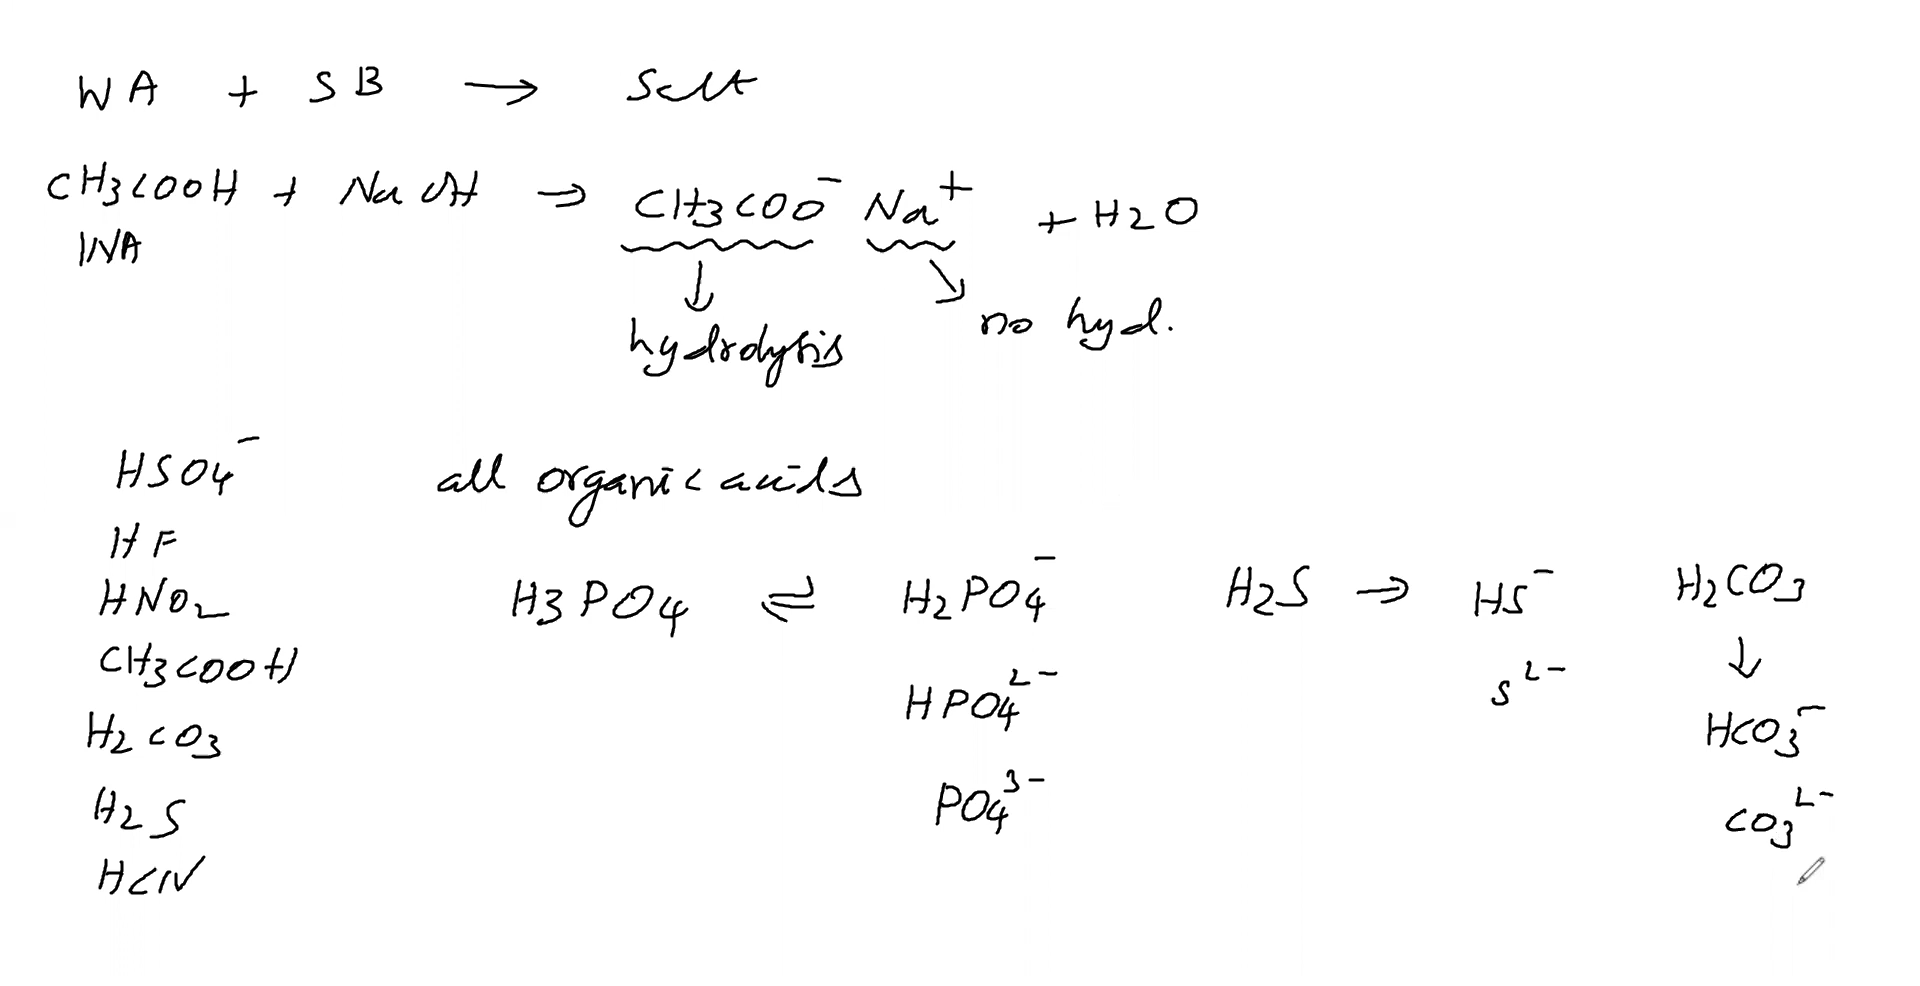 WA + SB → Salt
CH3COOH + NaOH → CH3COO⁻ Na⁺ + H2O
WA
hydrolysis
no hyd.
HSO4⁻ all organic acids
HF
HNO2
H3PO4 ⇌ H2PO4⁻
H2S → HS⁻
H2CO3
CH3COOH
HPO4²⁻
S²⁻
↓
H2CO3
HCO3⁻
H2S
PO4³⁻
CO3²⁻
HCN